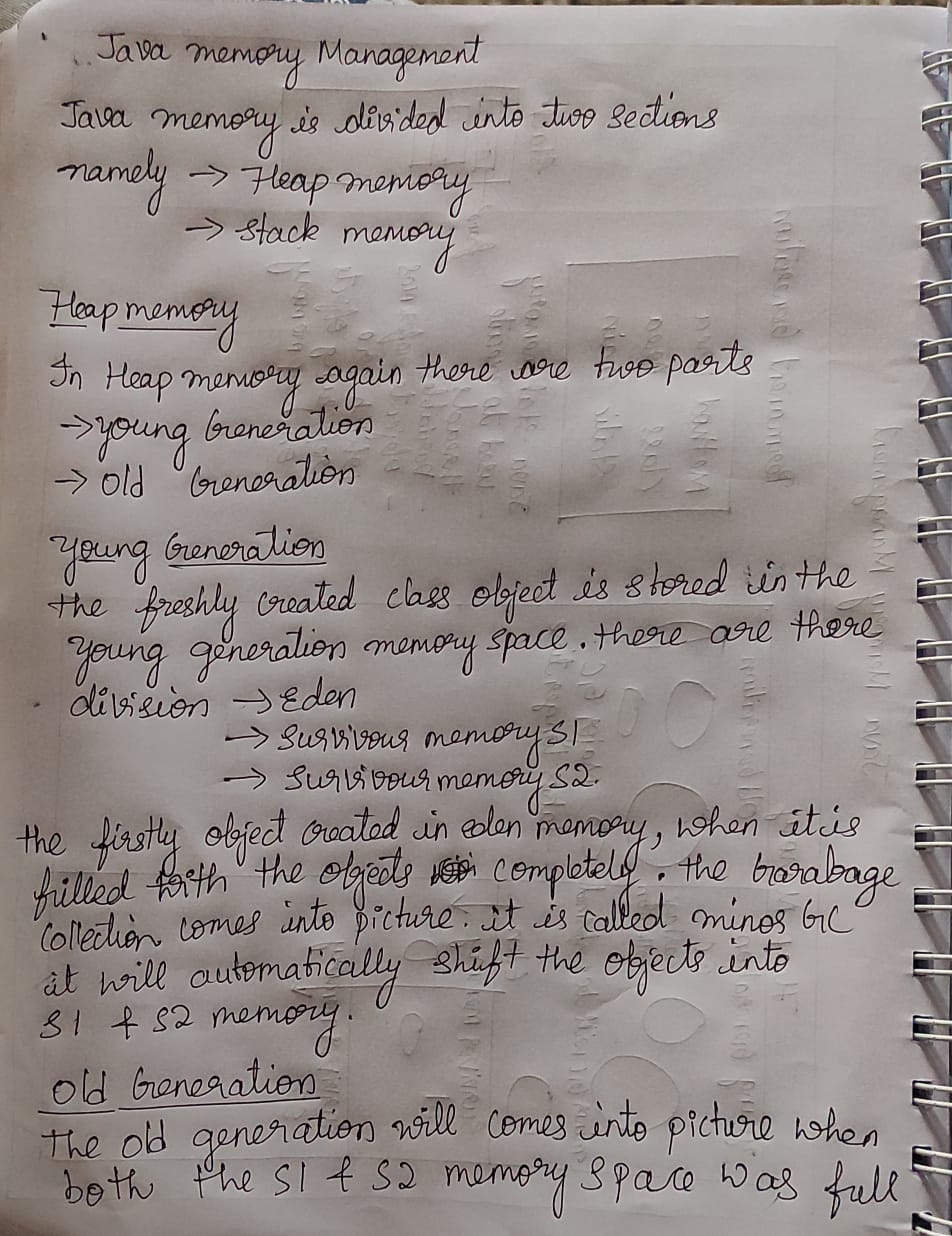 Java memory Management
Java memory is divided into two sections
namely → Heap memory
→ stack memory
Heap memory
In Heap memory again there are two parts
→ young Generation
→ old Generation
young Generation
the freshly created class object is stored in the
young generation memory space. there are there
division → Eden
→ Survivour memory S1
→ Survivour memory S2.
the firstly object created in eden memory, when it is
filled with the objects completely. the Garabage
Collection comes into picture. it is called minor GC
it will automatically shift the objects into
S1 & S2 memory.
Old Generation
The old generation will comes into picture when
both the S1 & S2 memory space was full